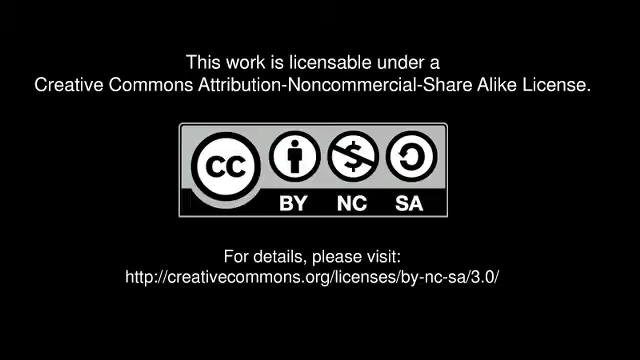 This work is licensable under a
Creative Commons Attribution-Noncommercial-Share Alike License.
CC
BY NC SA
For details, please visit:
http://creativecommons.org/licenses/by-nc-sa/3.0/